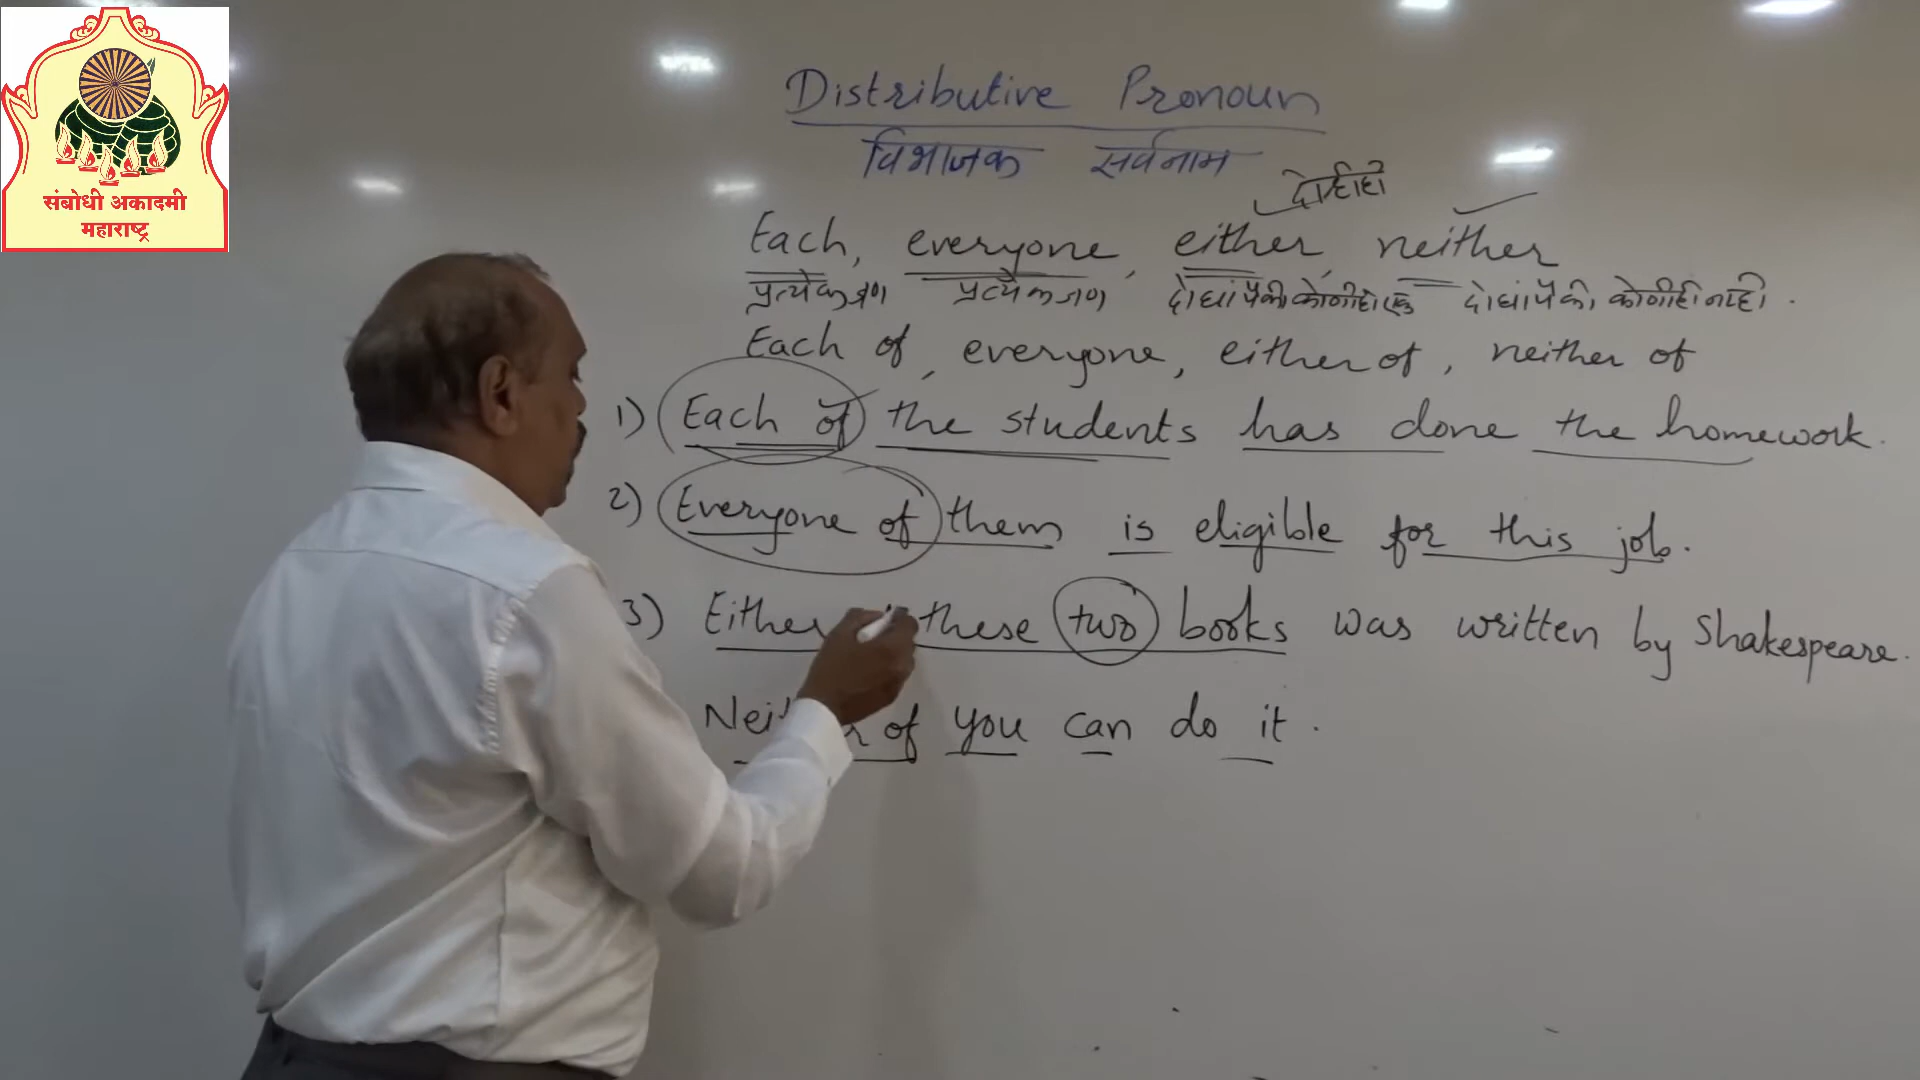 संबोधी अकादमी
महाराष्ट्र
Distributive Pronoun
विभाजक सर्वनाम
Each, everyone, either, neither
प्रत्येकजण प्रत्येकजण दोघांपैकी कोणीही एक दोघांपैकी कोणीही नाही.
Each of, everyone, either of, neither of
1) Each of the students has done the homework.
2) Everyone of them is eligible for this job.
3) Either these two books was written by Shakespeare.
Neither of you can do it.